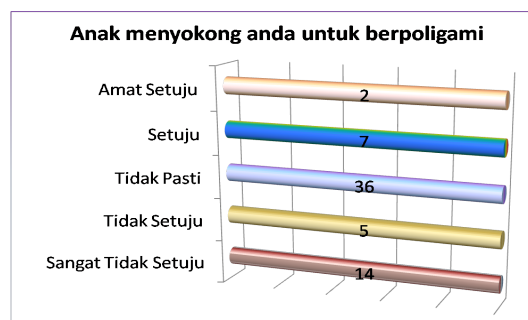 Anak menyokong anda untuk berpoligami
Amat Setuju 2
Setuju 7
Tidak Pasti 36
Tidak Setuju 5
Sangat Tidak Setuju 14